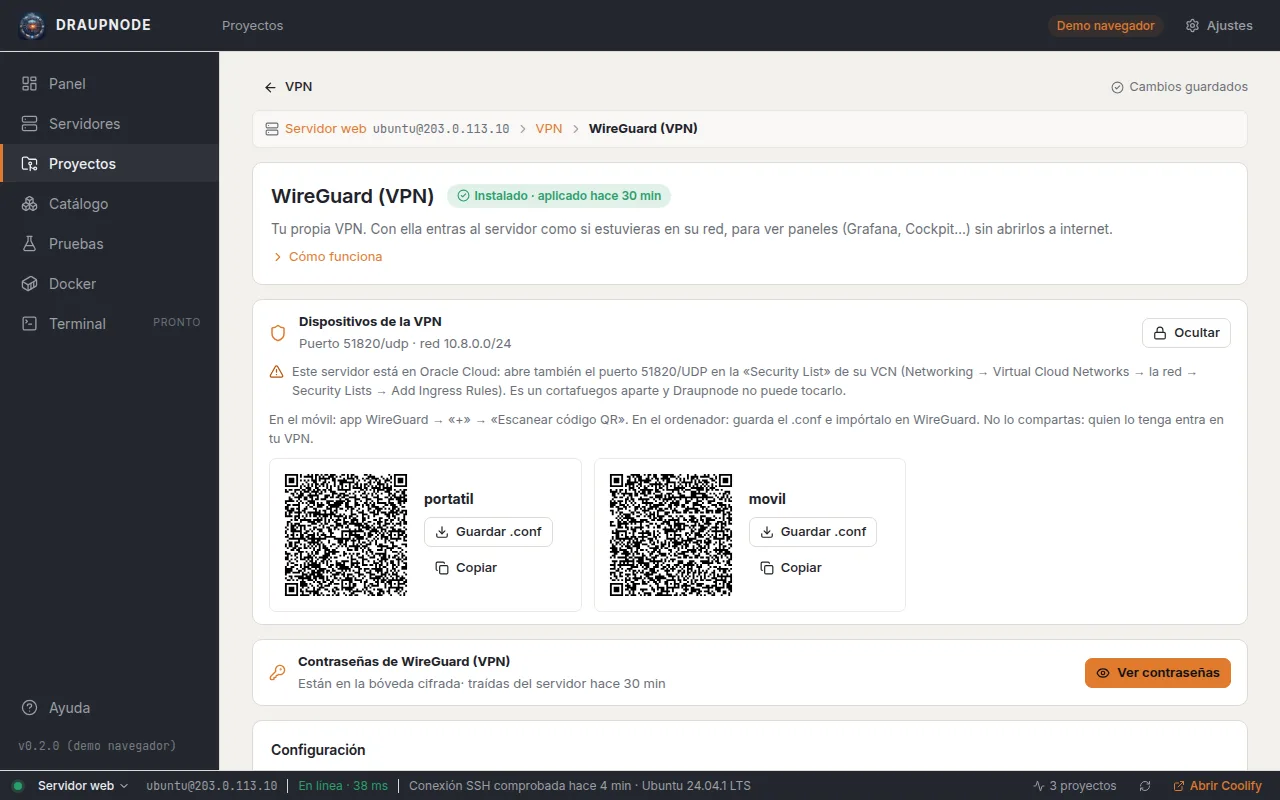 DRAUPNODE
Proyectos
Demo navegador
Ajustes
Panel
Servidores
Proyectos
Catálogo
Pruebas
Docker
Terminal
PRONTO
Ayuda
v0.2.0 (demo navegador)
VPN
Cambios guardados
Servidor web ubuntu@203.0.113.10 > VPN > WireGuard (VPN)
WireGuard (VPN)
Instalado · aplicado hace 30 min
Tu propia VPN. Con ella entras al servidor como si estuvieras en su red, para ver paneles (Grafana, Cockpit...) sin abrirlos a internet.
Cómo funciona
Dispositivos de la VPN
Puerto 51820/udp · red 10.8.0.0/24
Ocultar
Este servidor está en Oracle Cloud: abre también el puerto 51820/UDP en la «Security List» de su VCN (Networking → Virtual Cloud Networks → la red →
Security Lists → Add Ingress Rules). Es un cortafuegos aparte y Draupnode no puede tocarlo.
En el móvil: app WireGuard → «+» → «Escanear código QR». En el ordenador: guarda el .conf e impórtalo en WireGuard. No lo compartas: quien lo tenga entra en
tu VPN.
portatil
Guardar .conf
Copiar
movil
Guardar .conf
Copiar
Contraseñas de WireGuard (VPN)
Están en la bóveda cifrada· traídas del servidor hace 30 min
Ver contraseñas
Configuración
Servidor web
ubuntu@203.0.113.10
En línea · 38 ms
Conexión SSH comprobada hace 4 min · Ubuntu 24.04.1 LTS
3 proyectos
Abrir Coolify